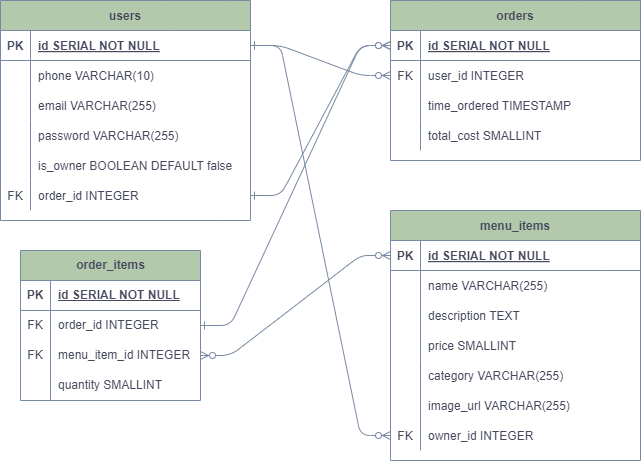 users
PK id SERIAL NOT NULL
phone VARCHAR(10)
email VARCHAR(255)
password VARCHAR(255)
is_owner BOOLEAN DEFAULT false
FK order_id INTEGER
orders
PK id SERIAL NOT NULL
FK user_id INTEGER
time_ordered TIMESTAMP
total_cost SMALLINT
order_items
PK id SERIAL NOT NULL
FK order_id INTEGER
FK menu_item_id INTEGER
quantity SMALLINT
menu_items
PK id SERIAL NOT NULL
name VARCHAR(255)
description TEXT
price SMALLINT
category VARCHAR(255)
image_url VARCHAR(255)
FK owner_id INTEGER